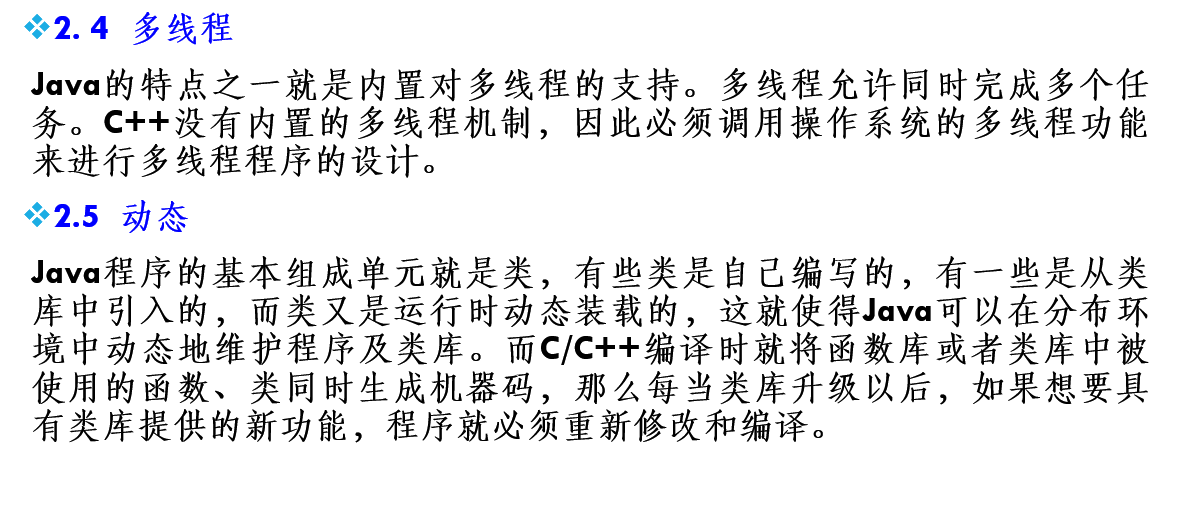 ❖2. 4 多线程
Java的特点之一就是内置对多线程的支持。多线程允许同时完成多个任
务。C++没有内置的多线程机制，因此必须调用操作系统的多线程功能
来进行多线程程序的设计。
❖2.5 动态
Java程序的基本组成单元就是类，有些类是自己编写的，有一些是从类
库中引入的，而类又是运行时动态装载的，这就使得Java可以在分布环
境中动态地维护程序及类库。而C/C++编译时就将函数库或者类库中被
使用的函数、类同时生成机器码，那么每当类库升级以后，如果想要具
有类库提供的新功能，程序就必须重新修改和编译。